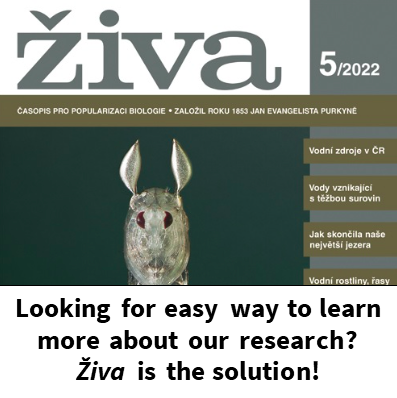 živa
5/2022
ČASOPIS PRO POPULARIZACI BIOLOGIE • ZALOŽIL ROKU 1853 JAN EVANGELISTA PURKYNĚ
Vodní zdroje v ČR
Vody vznikající
s těžbou surovin
Jak skončila naše
největší jezera
Vodní rostliny, řasy
Looking for easy way to learn
more about our research?
Živa is the solution!